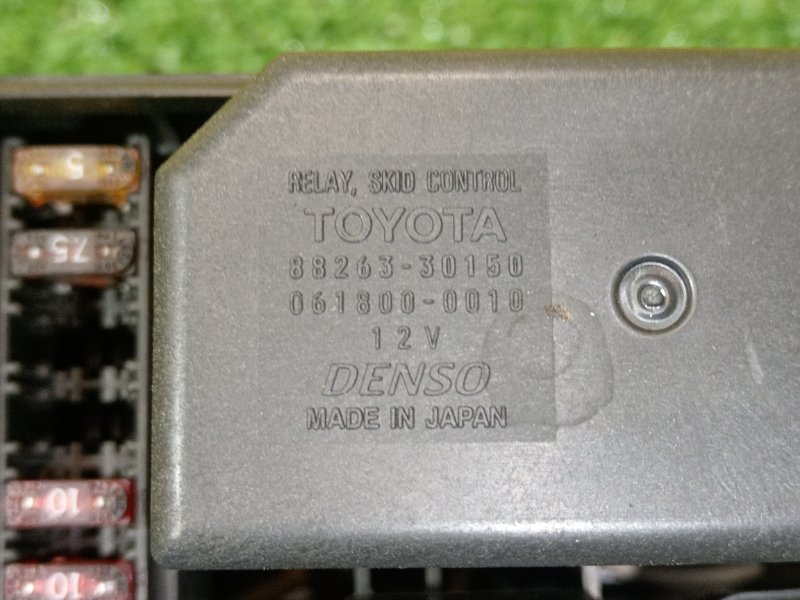 5
7.5
10
10
RELAY, SKID CONTROL
TOYOTA
88263-30150
061800-0010
12V
DENSO
MADE IN JAPAN